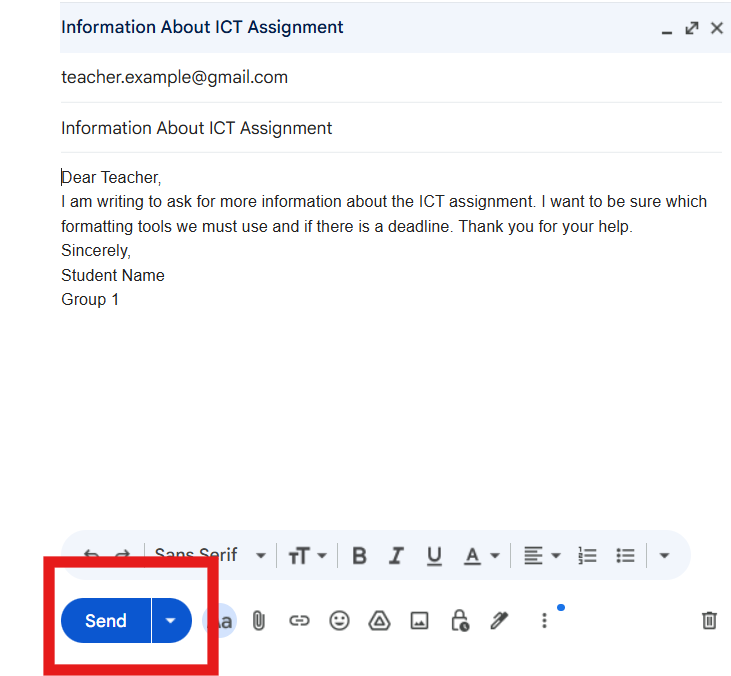 Information About ICT Assignment
teacher.example@gmail.com
Information About ICT Assignment
Dear Teacher,
I am writing to ask for more information about the ICT assignment. I want to be sure which
formatting tools we must use and if there is a deadline. Thank you for your help.
Sincerely,
Student Name
Group 1
Sans Serif
Send
Aa